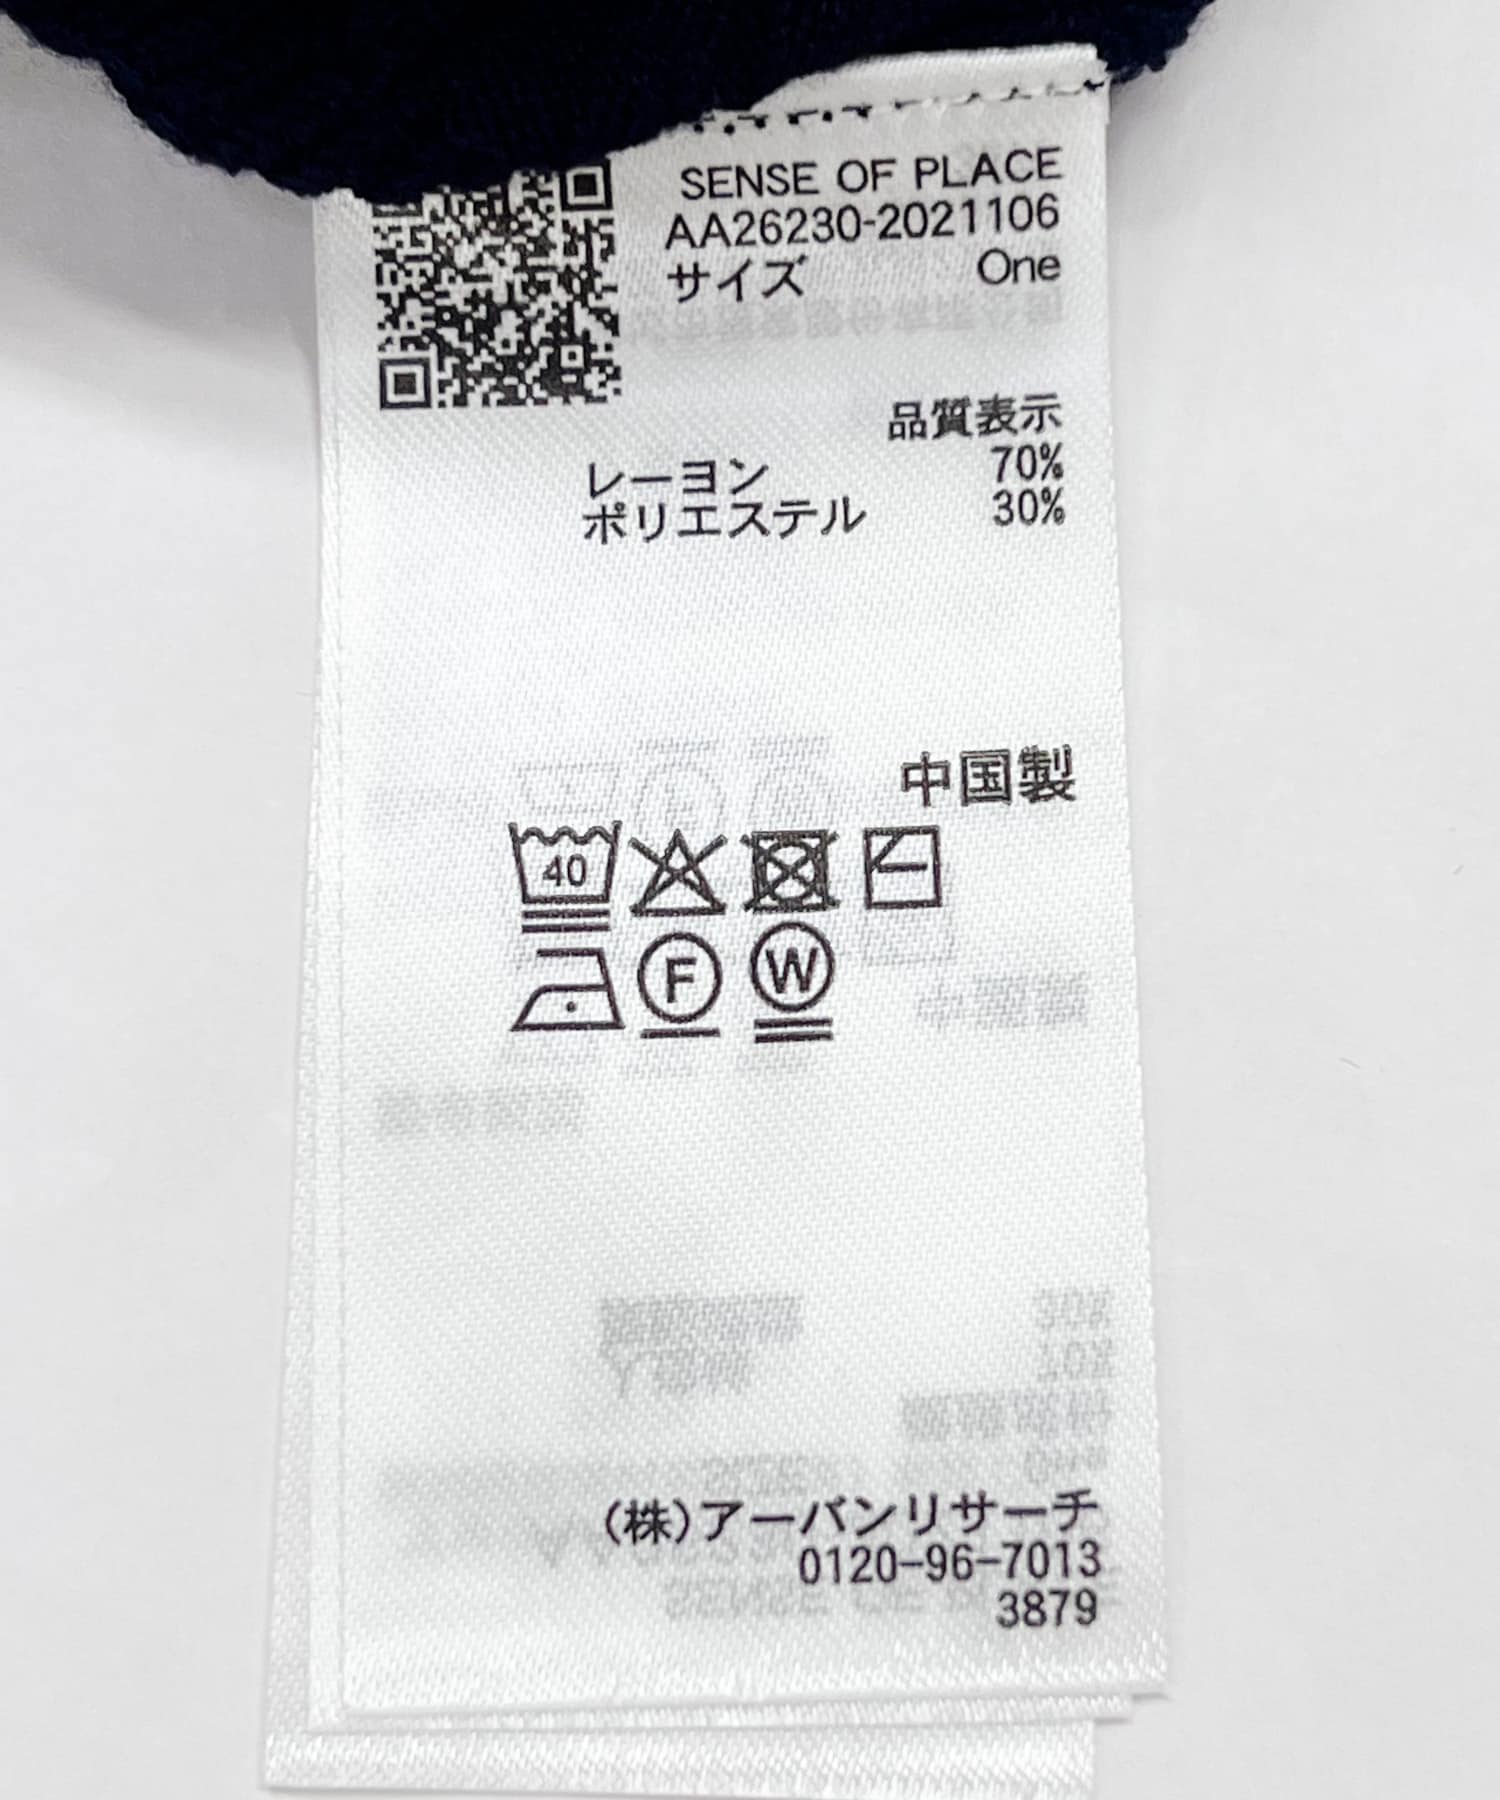 SENSE OF PLACE
AA26230-2021106
サイズ One
品質表示
レーヨン 70%
ポリエステル 30%
中国製
40
F W
(株)アーバンリサーチ
0120-96-7013
3879